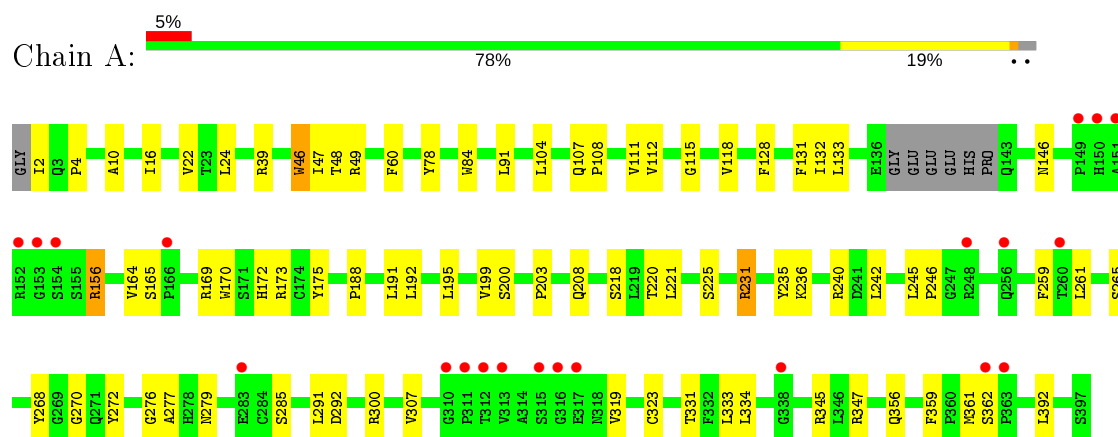 5%
Chain A:
78% 19% • •
GLY I2 Q3 P4 A10 I16 V22 T23 L24 R39 W46 I47 T48 R49 F60 Y78 W84 L91 L104 Q107 P108 V111 V112 G115 V118 F128 F131 I132 L133 E136 GLY GLU GLU GLU HIS PRO Q143 N146 P149 H150 A151
R152 G153 S154 S155 R156 V164 S165 P166 R169 W170 S171 H172 R173 C174 Y175 P188 L191 L192 L195 V199 S200 P203 Q208 S218 L219 T220 L221 S225 R231 Y235 K236 R240 D241 L242 L245 P246 G247 R248 Q256 F259 T260 L261 S265
Y268 G269 G270 Q271 Y272 G276 A277 H278 N279 E283 C284 S285 L291 D292 R300 V307 G310 P311 T312 V313 A314 S315 G316 E317 N318 V319 C323 T331 F332 L333 L334 G338 R345 L346 R347 Q356 F359 P360 M361 S362 P363 L392 S397